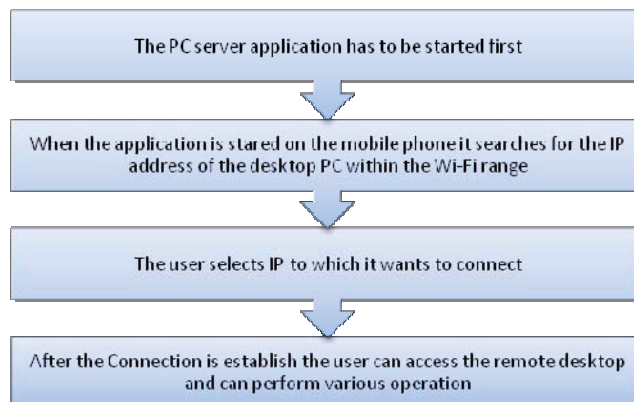 The PC server application has to be started first
When the application is stared on the mobile phone it searches for the IP
address of the desktop PC within the Wi-Fi range
The user selects IP to which it wants to connect
After the Connection is establish the user can access the remote desktop
and can perform various operation